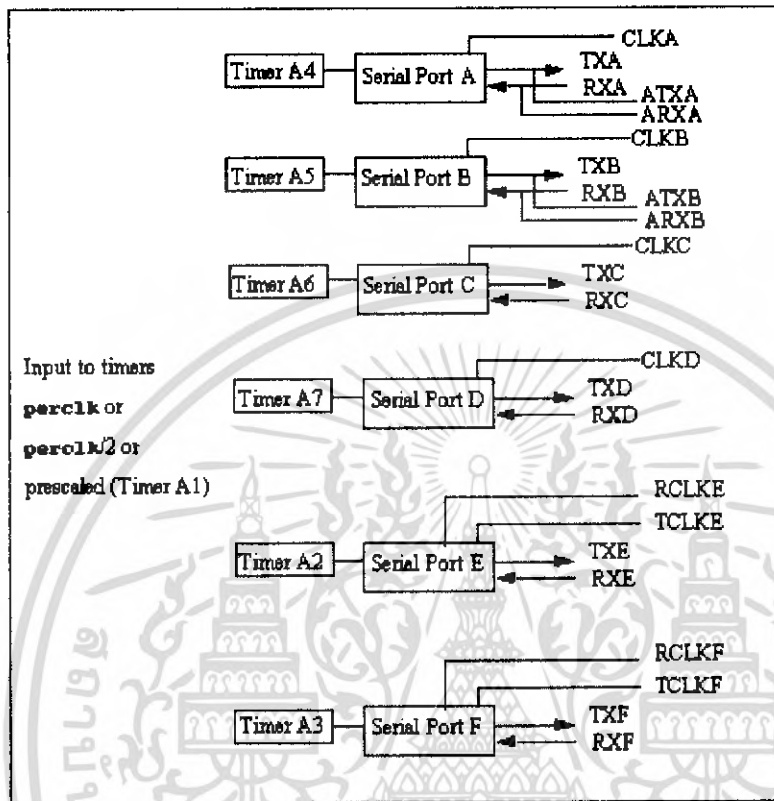 CLKA
Timer A4
Serial Port A
TXA
RXA
ATXA
ARXA
CLKB
Timer A5
Serial Port B
TXB
RXB
ATXB
ARXB
CLKC
Timer A6
Serial Port C
TXC
RXC
Input to timers
perclk or
perclk/2 or
prescaled (Timer A1)
CLKD
Timer A7
Serial Port D
TXD
RXD
RCLKE
TCLKE
Timer A2
Serial Port E
TXE
RXE
RCLKF
TCLKF
Timer A3
Serial Port F
TXF
RXF